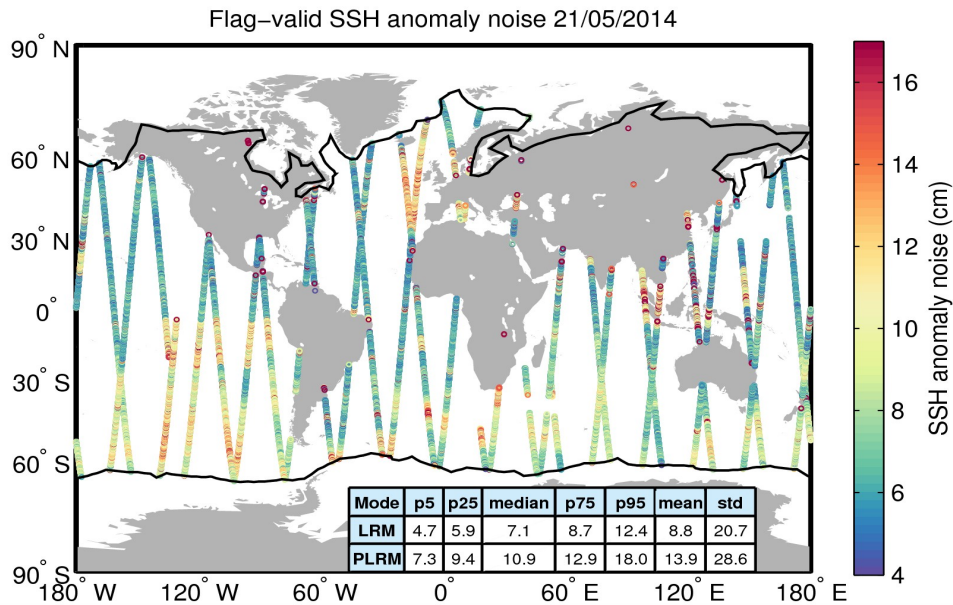 Flag−valid SSH anomaly noise 21/05/2014
90° N
60° N
30° N
0°
30° S
60° S
90° S
180° W
120° W
60° W
0°
60° E
120° E
180° E
Mode p5 p25 median p75 p95 mean std
LRM 4.7 5.9 7.1 8.7 12.4 8.8 20.7
PLRM 7.3 9.4 10.9 12.9 18.0 13.9 28.6
16
14
12
10
8
6
4
SSH anomaly noise (cm)